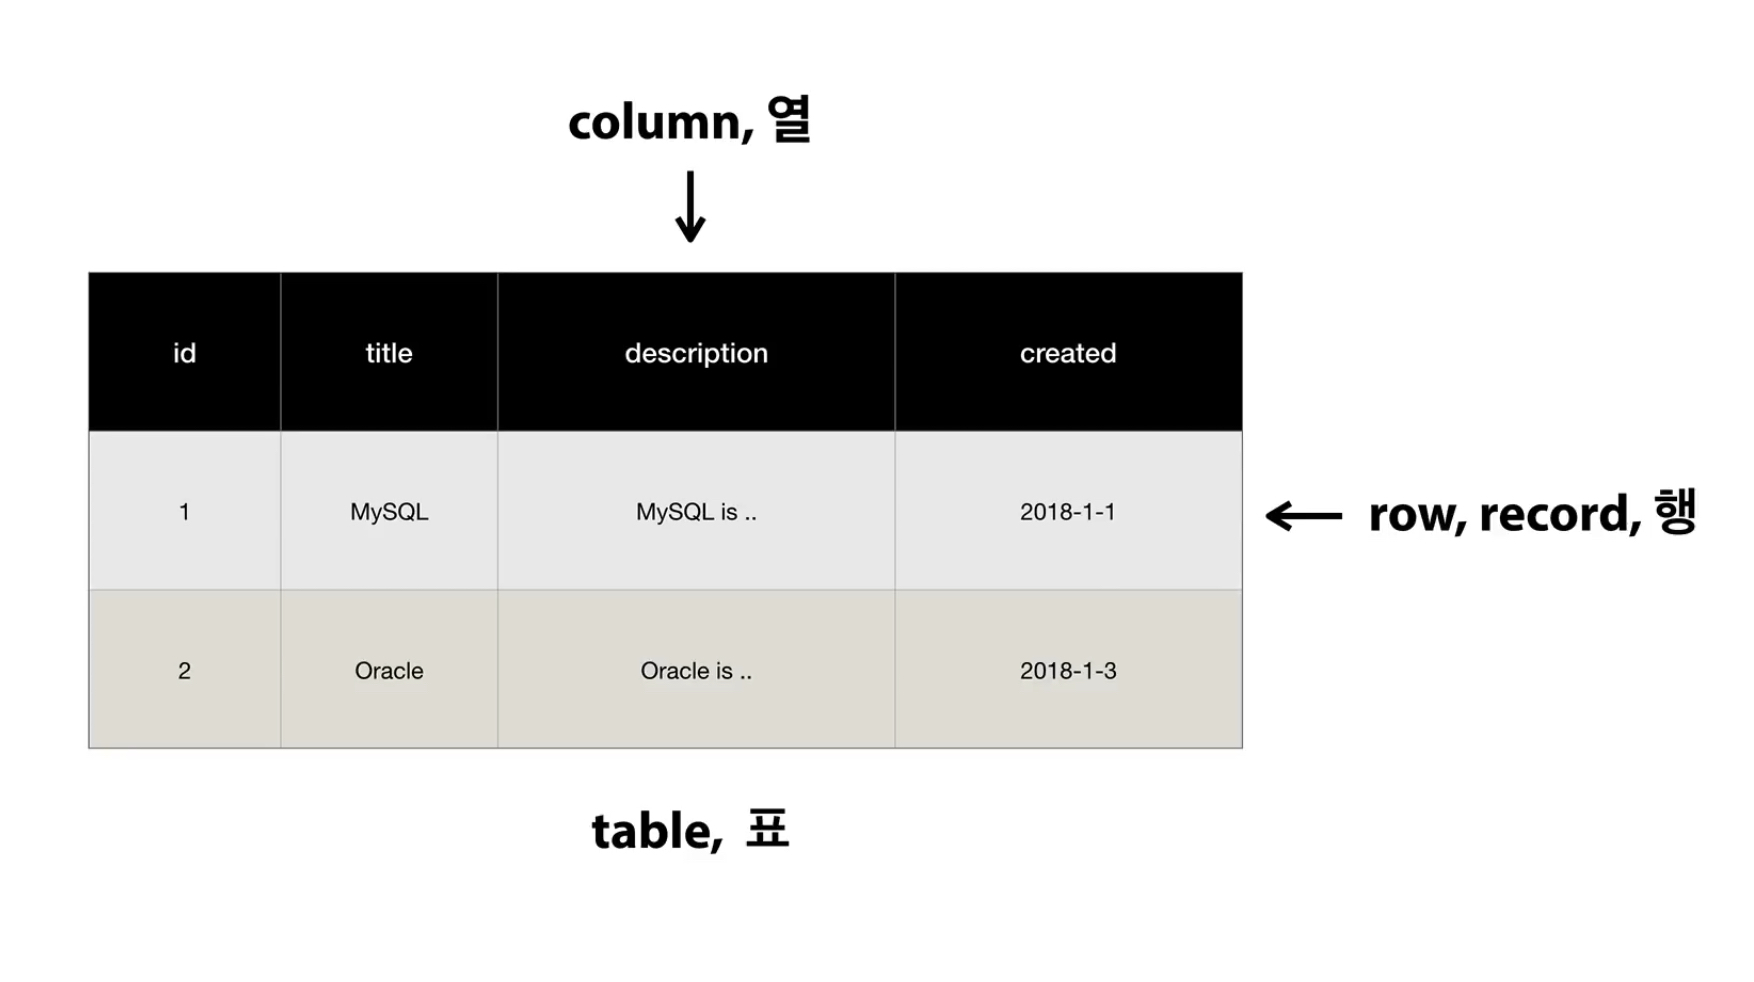 column, 열
id title description created
1 MySQL MySQL is .. 2018-1-1
row, record, 행
2 Oracle Oracle is .. 2018-1-3
table, 표